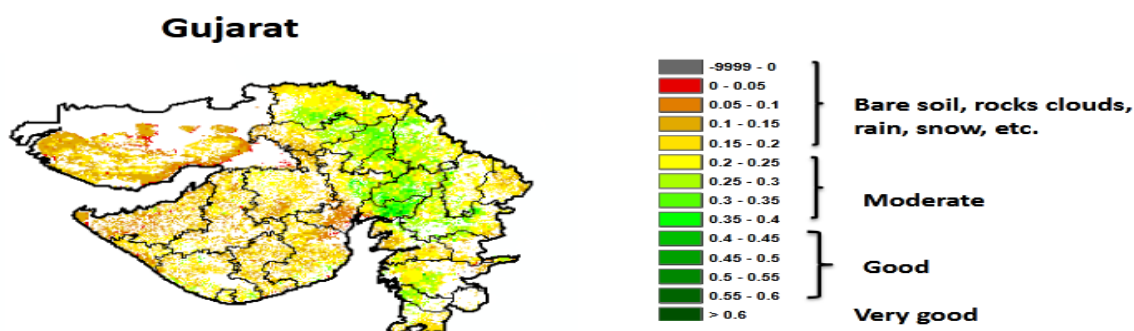 Gujarat
-9999 - 0
0 - 0.05
0.05 - 0.1
0.1 - 0.15
0.15 - 0.2
0.2 - 0.25
0.25 - 0.3
0.3 - 0.35
0.35 - 0.4
0.4 - 0.45
0.45 - 0.5
0.5 - 0.55
0.55 - 0.6
> 0.6
Bare soil, rocks clouds,
rain, snow, etc.
Moderate
Good
Very good